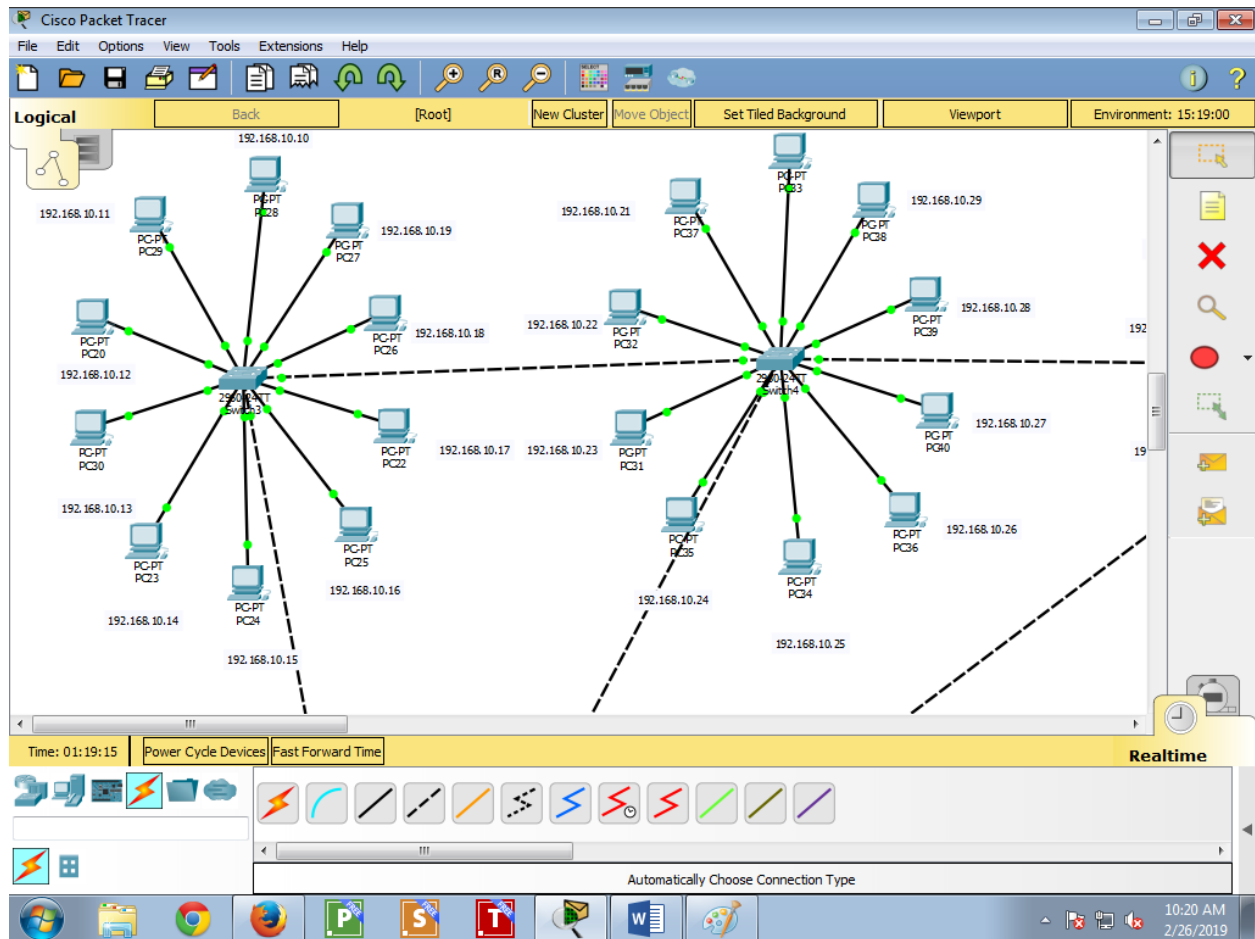 Cisco Packet Tracer
File Edit Options View Tools Extensions Help
Logical Back [Root] New Cluster Move Object Set Tiled Background Viewport Environment: 15:19:00
192.168.10.10
PC-PT
PC28
192.168.10.11
PC-PT
PC29
192.168.10.19
PC-PT
PC27
PC-PT
PC20
192.168.10.12
192.168.10.18
PC-PT
PC26
2960-24TT
Switch3
PC-PT
PC30
192.168.10.13
PC-PT
PC22
192.168.10.17
PC-PT
PC23
192.168.10.14
PC-PT
PC24
192.168.10.15
PC-PT
PC25
192.168.10.16
PC-PT
PC33
192.168.10.21
PC-PT
PC37
192.168.10.29
PC-PT
PC38
192.168.10.22
PC-PT
PC32
192.168.10.28
PC-PT
PC39
192
2960-24TT
Switch4
192.168.10.23
PC-PT
PC31
192.168.10.27
PC-PT
PC40
19
PC-PT
PC35
192.168.10.24
PC-PT
PC34
192.168.10.25
PC-PT
PC36
192.168.10.26
Time: 01:19:15 Power Cycle Devices Fast Forward Time Realtime
Automatically Choose Connection Type
10:20 AM
2/26/2019